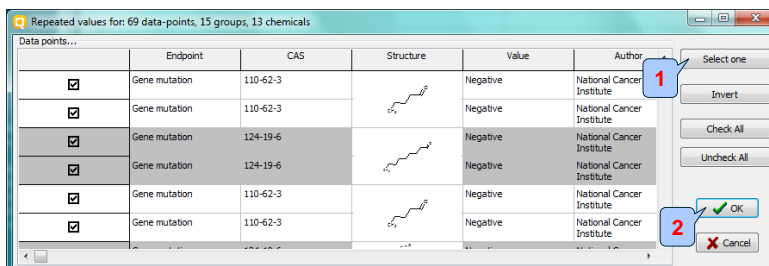 Repeated values for: 69 data-points, 15 groups, 13 chemicals
Data points...
Endpoint CAS Structure Value Author
Gene mutation 110-62-3 Negative National Cancer
Institute
Gene mutation 110-62-3 Negative National Cancer
Institute
Gene mutation 124-19-6 Negative National Cancer
Institute
Gene mutation 124-19-6 Negative National Cancer
Institute
Gene mutation 110-62-3 Negative National Cancer
Institute
Gene mutation 110-62-3 Negative National Cancer
Institute
1
Select one
Invert
Check All
Uncheck All
2
OK
Cancel